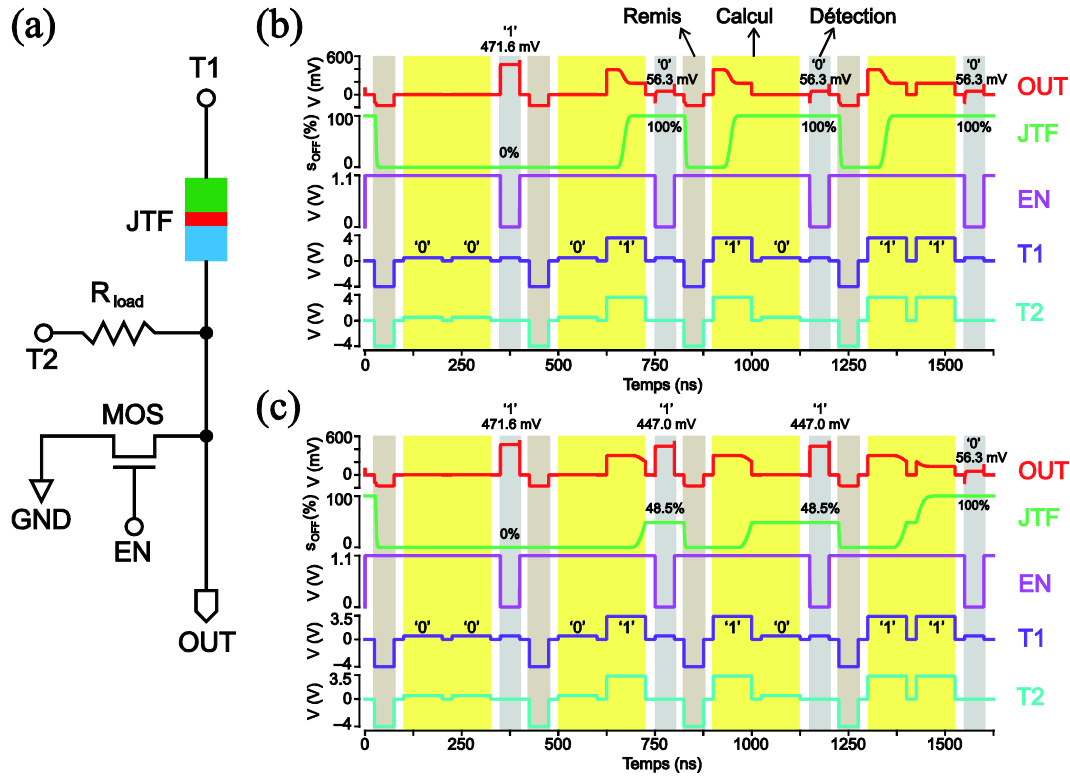 (a)
T1
JTF
Rload
T2
MOS
GND
EN
OUT
(b)
Remis Calcul Détection
‘1’ ‘0’ ‘0’ ‘0’
471.6 mV 56.3 mV 56.3 mV 56.3 mV
V (mV) 600 0 OUT
sOFF(%) 100 0 0% 100% 100% 100% JTF
V (V) 1.1 0 EN
V (V) 4 0 −4 ‘0’ ‘0’ ‘0’ ‘1’ ‘1’ ‘0’ ‘1’ ‘1’ T1
V (V) 4 0 −4 T2
0 250 500 750 1000 1250 1500
Temps (ns)
(c)
‘1’ ‘1’ ‘1’ ‘0’
471.6 mV 447.0 mV 447.0 mV 56.3 mV
V (mV) 600 0 OUT
sOFF(%) 100 0 0% 48.5% 48.5% 100% JTF
V (V) 1.1 0 EN
V (V) 3.5 0 −4 ‘0’ ‘0’ ‘0’ ‘1’ ‘1’ ‘0’ ‘1’ ‘1’ T1
V (V) 3.5 0 −4 T2
0 250 500 750 1000 1250 1500
Temps (ns)